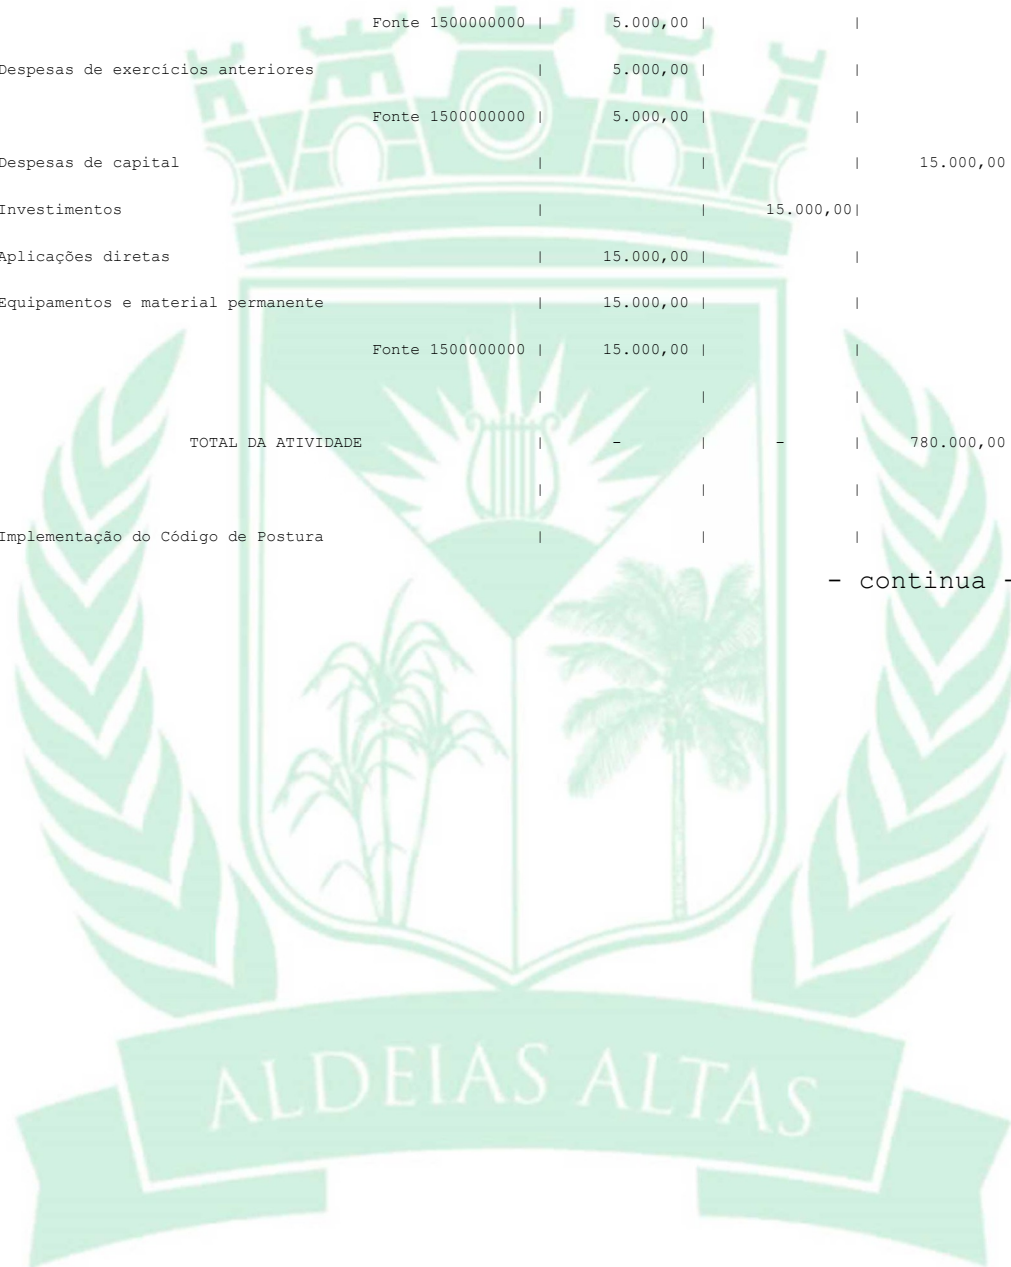 Fonte 1500000000 | 5.000,00 | |
Despesas de exercícios anteriores | 5.000,00 | |
Fonte 1500000000 | 5.000,00 | |
Despesas de capital | | | 15.000,00
Investimentos | | 15.000,00|
Aplicações diretas | 15.000,00 | |
Equipamentos e material permanente | 15.000,00 | |
Fonte 1500000000 | 15.000,00 | |
| | |
TOTAL DA ATIVIDADE | - | - | 780.000,00
| | |
Implementação do Código de Postura | | |
- continua -
ALDEIAS ALTAS